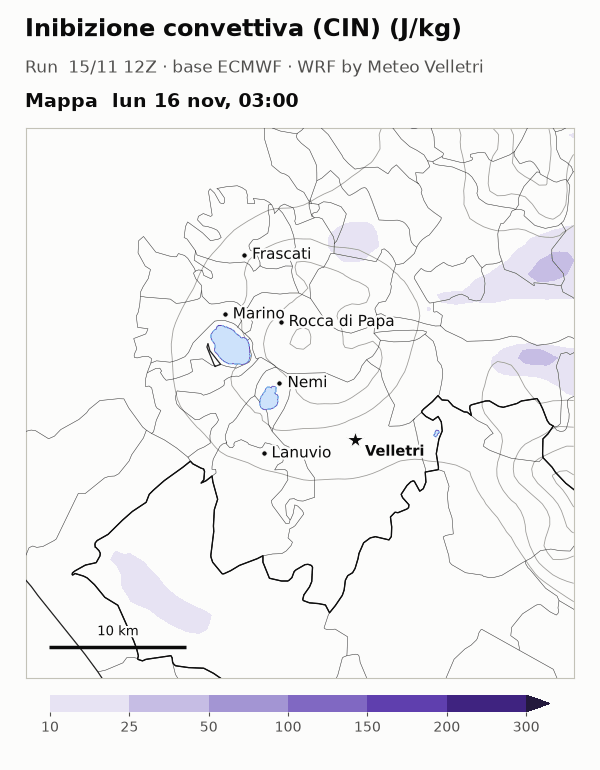 Inibizione convettiva (CIN) (J/kg)
Run  15/11 12Z · base ECMWF · WRF by Meteo Velletri
Mappa  lun 16 nov, 03:00
Frascati
Marino
Rocca di Papa
Nemi
Velletri
Lanuvio
10 km
10 25 50 100 150 200 300